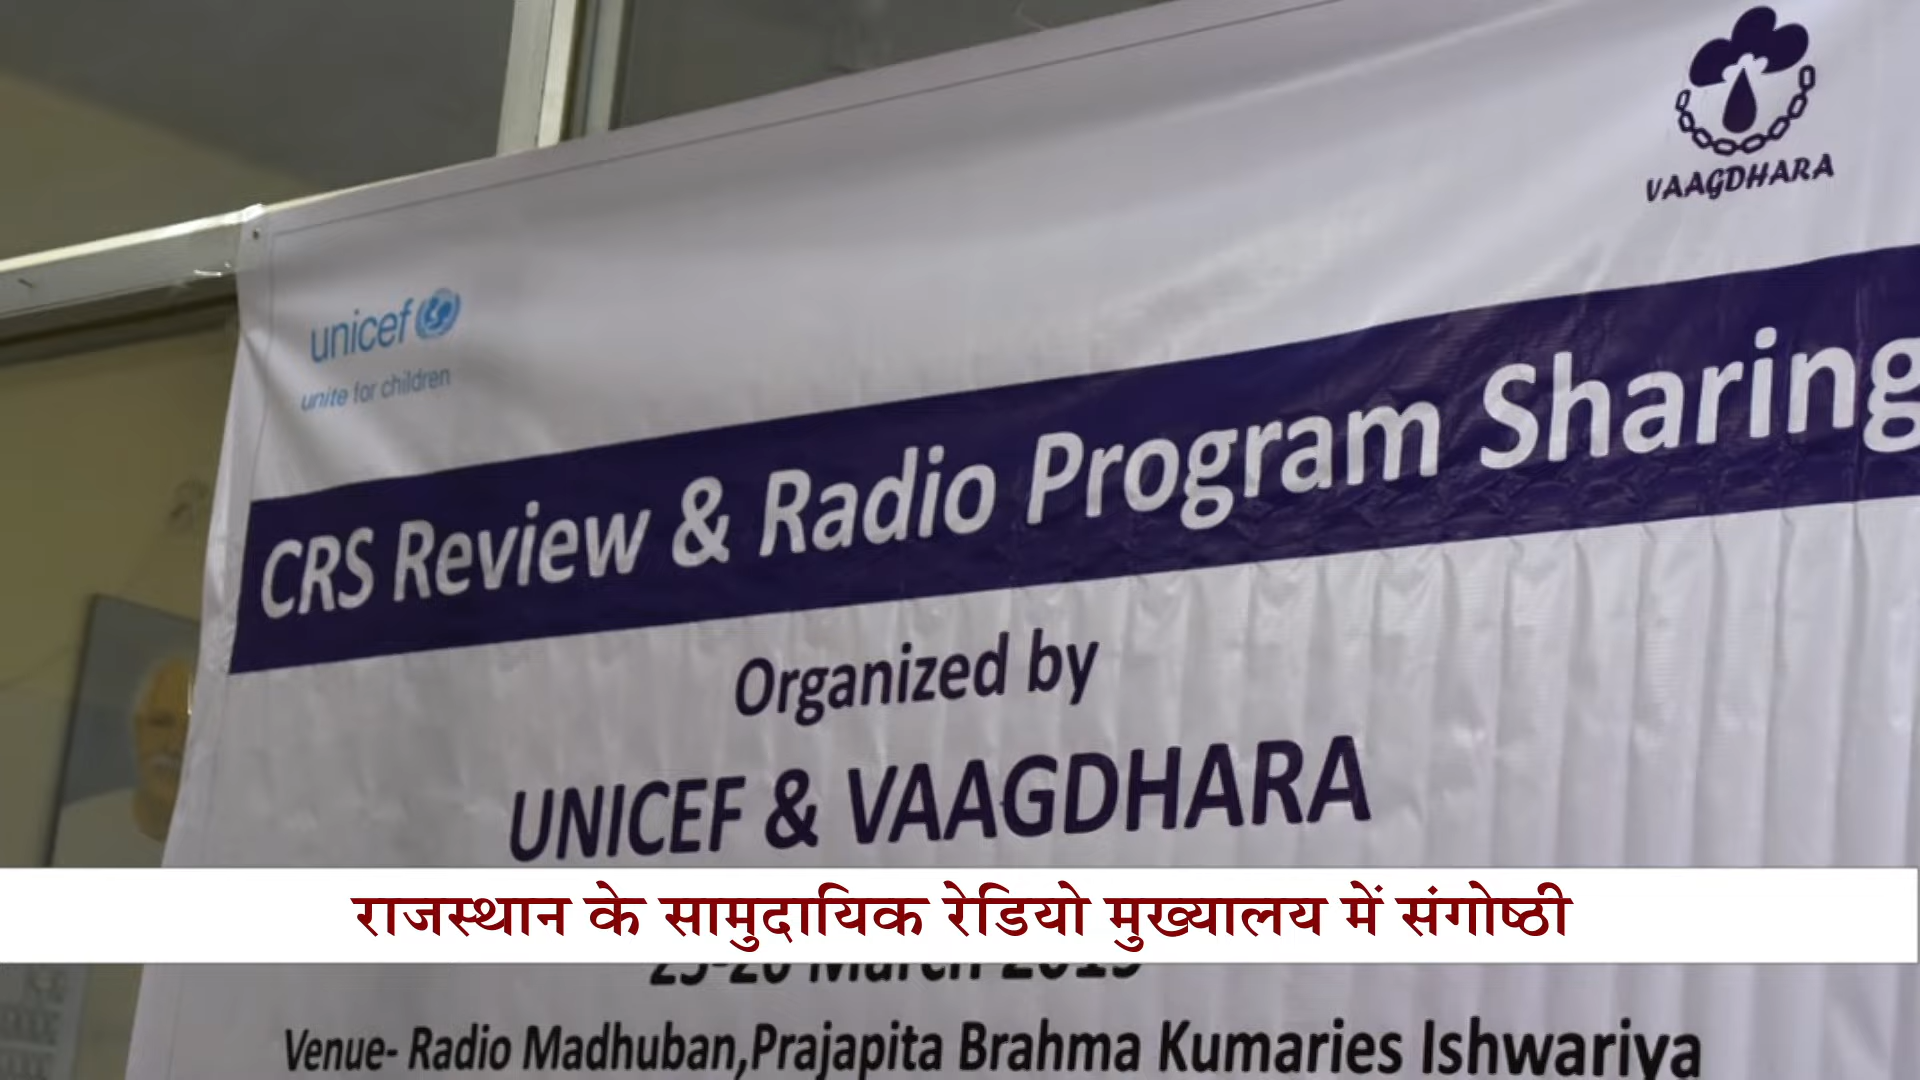 VAAGDHARA
unicef
unite for children
CRS Review & Radio Program Sharing
Organized by
UNICEF & VAAGDHARA
राजस्थान के सामुदायिक रेडियो मुख्यालय में संगोष्ठी
March
Venue- Radio Madhuban,Prajapita Brahma Kumaries Ishwariya